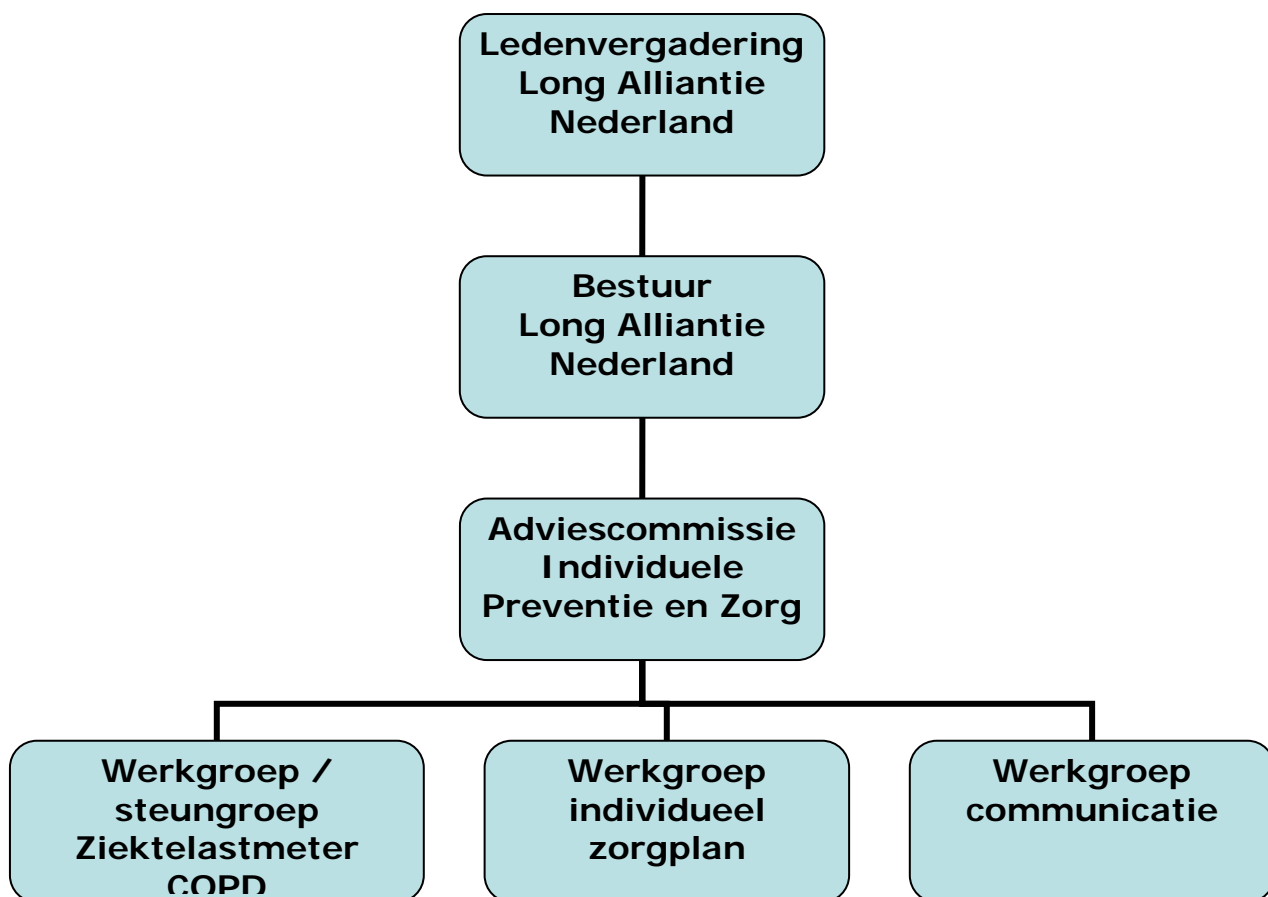 Ledenvergadering
Long Alliantie
Nederland
Bestuur
Long Alliantie
Nederland
Adviescommissie
Individuele
Preventie en Zorg
Werkgroep /
steungroep
Ziektelastmeter
COPD
Werkgroep
individueel
zorgplan
Werkgroep
communicatie